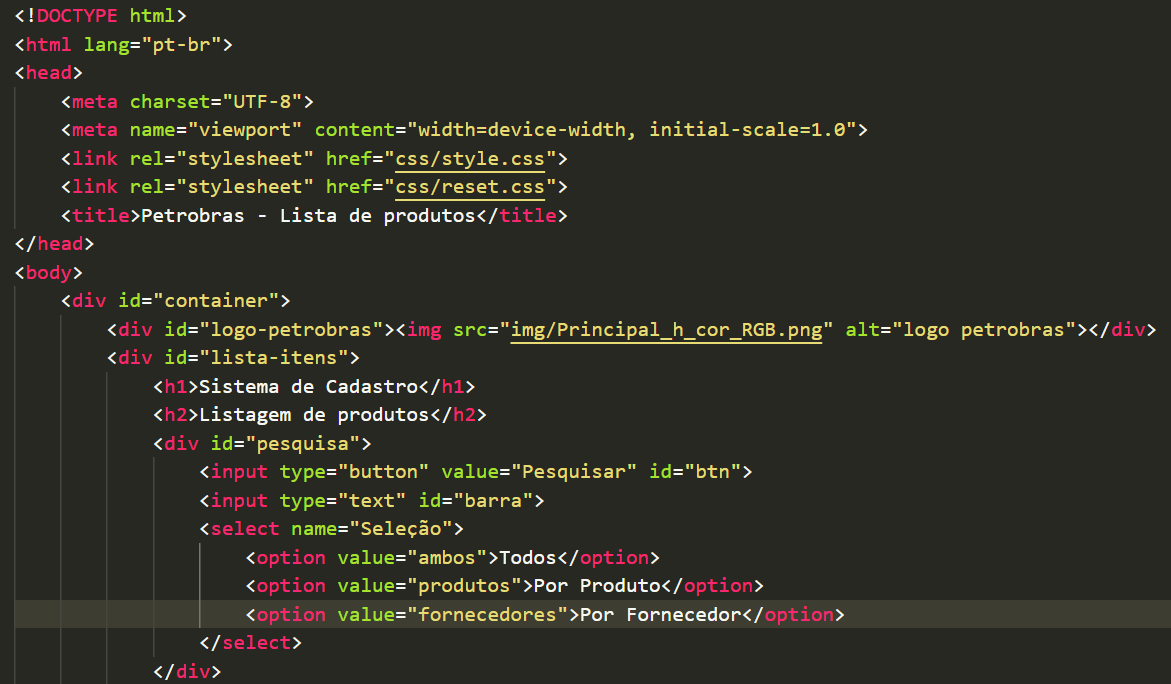 <!DOCTYPE html>
<html lang="pt-br">
<head>
    <meta charset="UTF-8">
    <meta name="viewport" content="width=device-width, initial-scale=1.0">
    <link rel="stylesheet" href="css/style.css">
    <link rel="stylesheet" href="css/reset.css">
    <title>Petrobras - Lista de produtos</title>
</head>
<body>
    <div id="container">
        <div id="logo-petrobras"><img src="img/Principal_h_cor_RGB.png" alt="logo petrobras"></div>
        <div id="lista-itens">
            <h1>Sistema de Cadastro</h1>
            <h2>Listagem de produtos</h2>
            <div id="pesquisa">
                <input type="button" value="Pesquisar" id="btn">
                <input type="text" id="barra">
                <select name="Seleção">
                    <option value="ambos">Todos</option>
                    <option value="produtos">Por Produto</option>
                    <option value="fornecedores">Por Fornecedor</option>
                </select>
            </div>